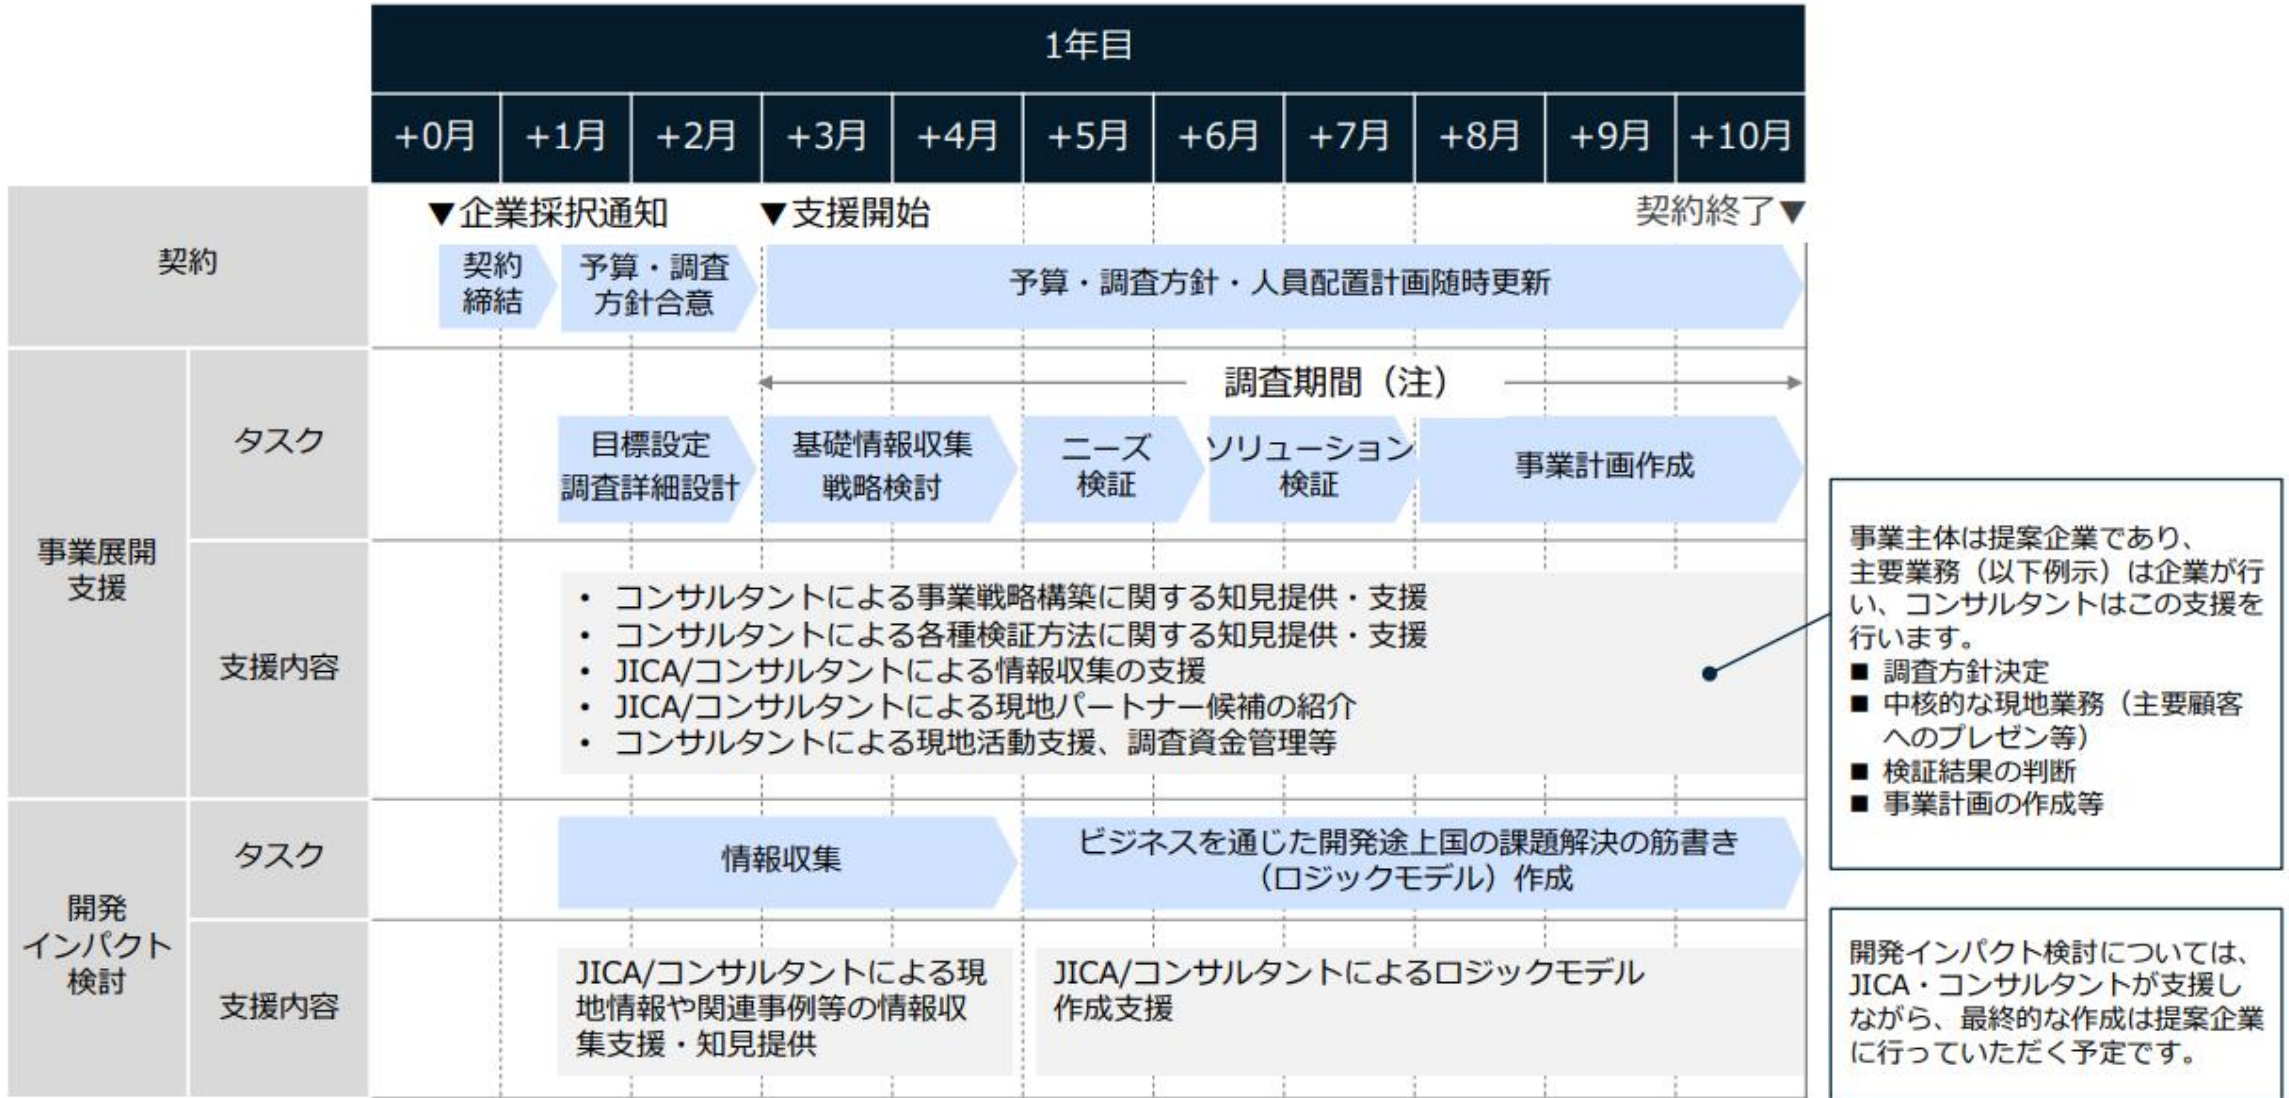 1年目
+0月 +1月 +2月 +3月 +4月 +5月 +6月 +7月 +8月 +9月 +10月
契約
▼企業採択通知
▼支援開始
契約終了▼
契約
締結
予算・調査
方針合意
予算・調査方針・人員配置計画随時更新
事業展開
支援
タスク
調査期間（注）
目標設定
調査詳細設計
基礎情報収集
戦略検討
ニーズ
検証
ソリューション
検証
事業計画作成
支援内容
• コンサルタントによる事業戦略構築に関する知見提供・支援
• コンサルタントによる各種検証方法に関する知見提供・支援
• JICA/コンサルタントによる情報収集の支援
• JICA/コンサルタントによる現地パートナー候補の紹介
• コンサルタントによる現地活動支援、調査資金管理等
事業主体は提案企業であり、
主要業務（以下例示）は企業が行
い、コンサルタントはこの支援を
行います。
■ 調査方針決定
■ 中核的な現地業務（主要顧客
へのプレゼン等）
■ 検証結果の判断
■ 事業計画の作成等
開発
インパクト
検討
タスク
情報収集
ビジネスを通じた開発途上国の課題解決の筋書き
（ロジックモデル）作成
支援内容
JICA/コンサルタントによる現
地情報や関連事例等の情報収
集支援・知見提供
JICA/コンサルタントによるロジックモデル
作成支援
開発インパクト検討については、
JICA・コンサルタントが支援し
ながら、最終的な作成は提案企業
に行っていただく予定です。